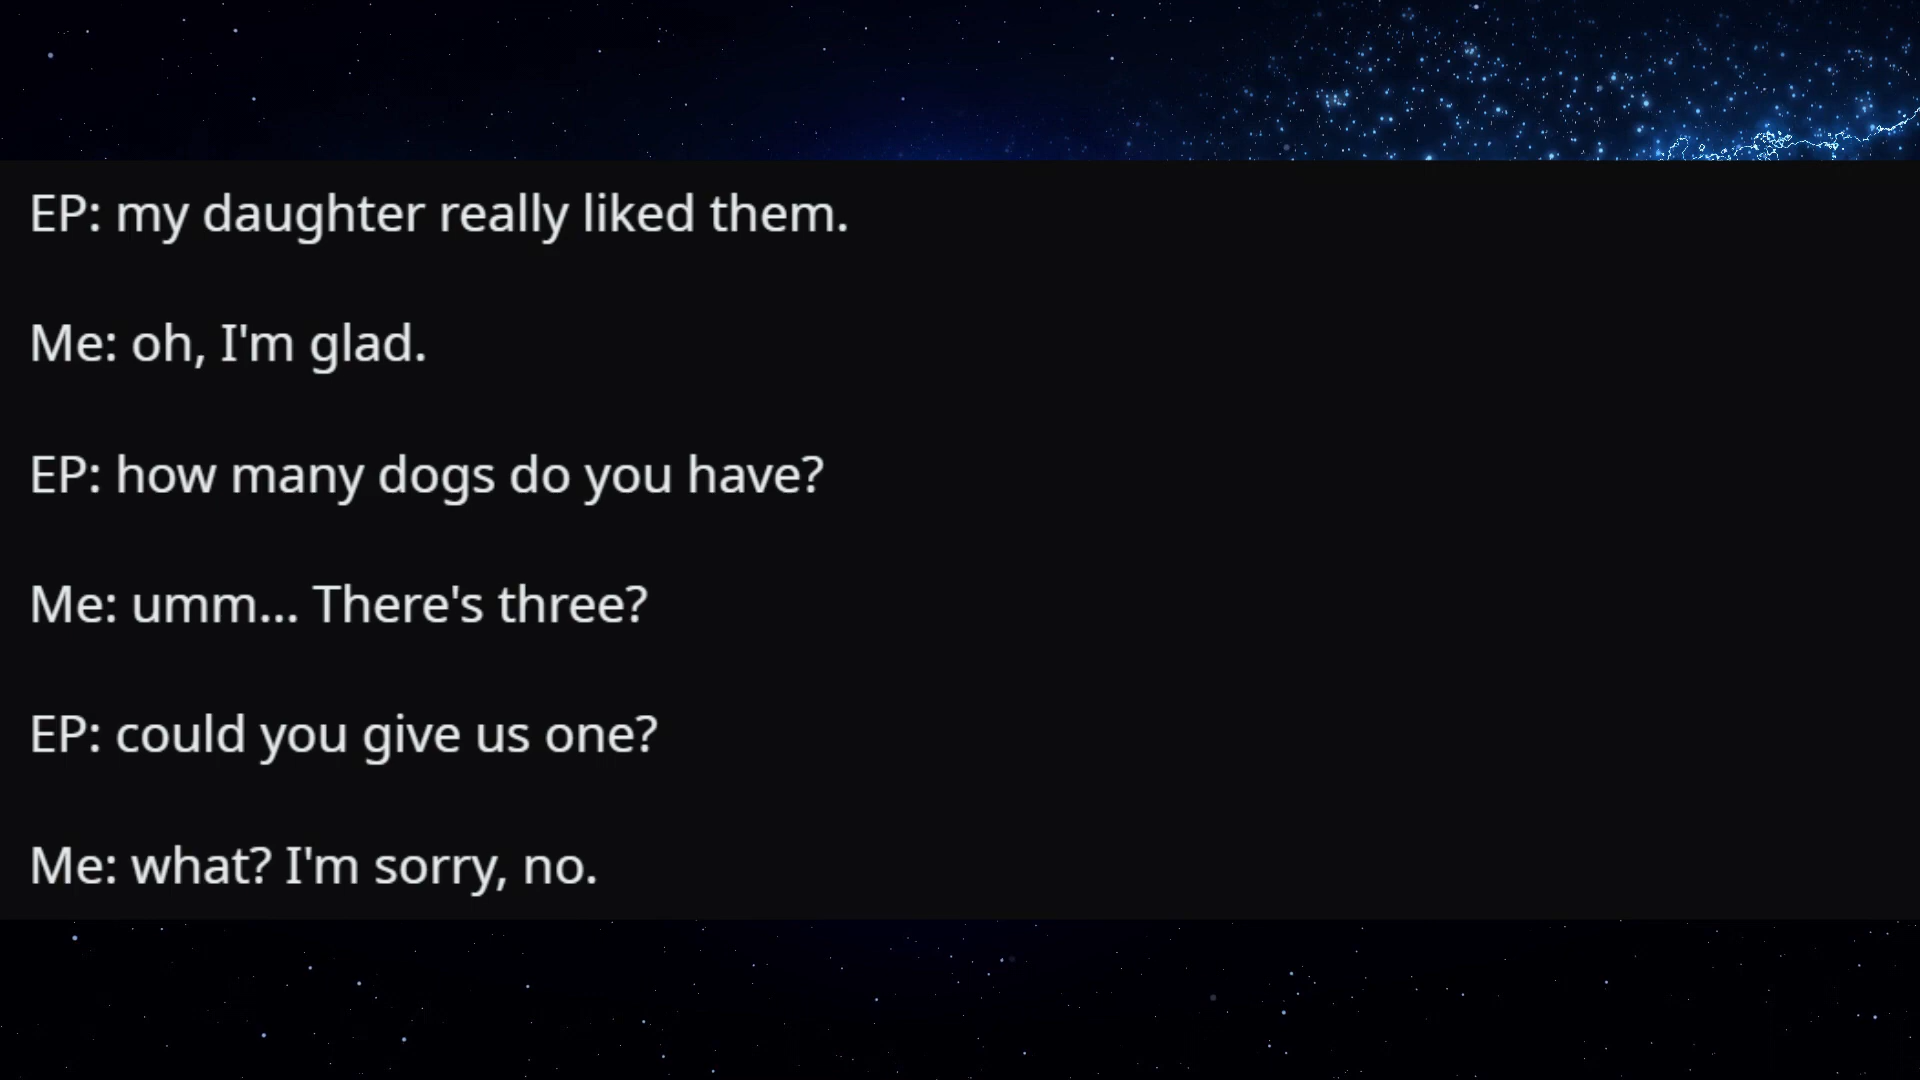 EP: my daughter really liked them.
Me: oh, I'm glad.
EP: how many dogs do you have?
Me: umm... There's three?
EP: could you give us one?
Me: what? I'm sorry, no.